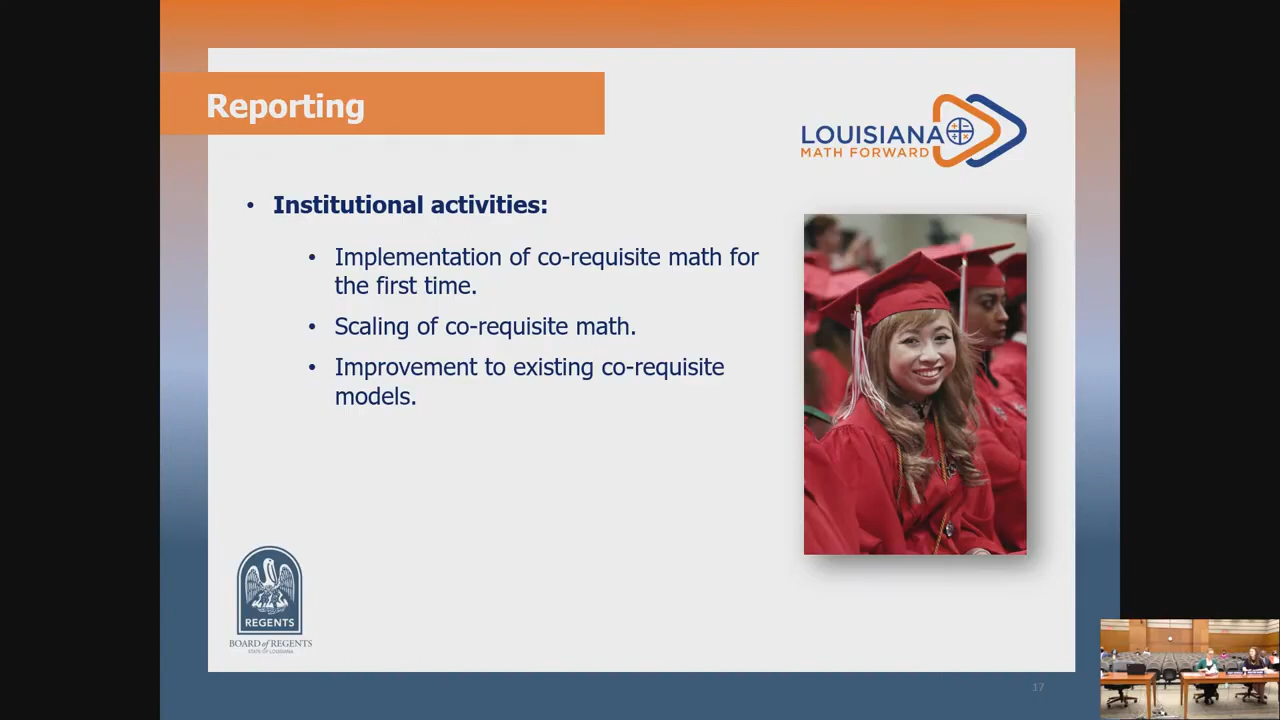 Reporting
LOUISIANA
MATH FORWARD
• Institutional activities:
• Implementation of co-requisite math for
the first time.
• Scaling of co-requisite math.
• Improvement to existing co-requisite
models.
REGENTS
BOARD of REGENTS
STATE OF LOUISIANA
17